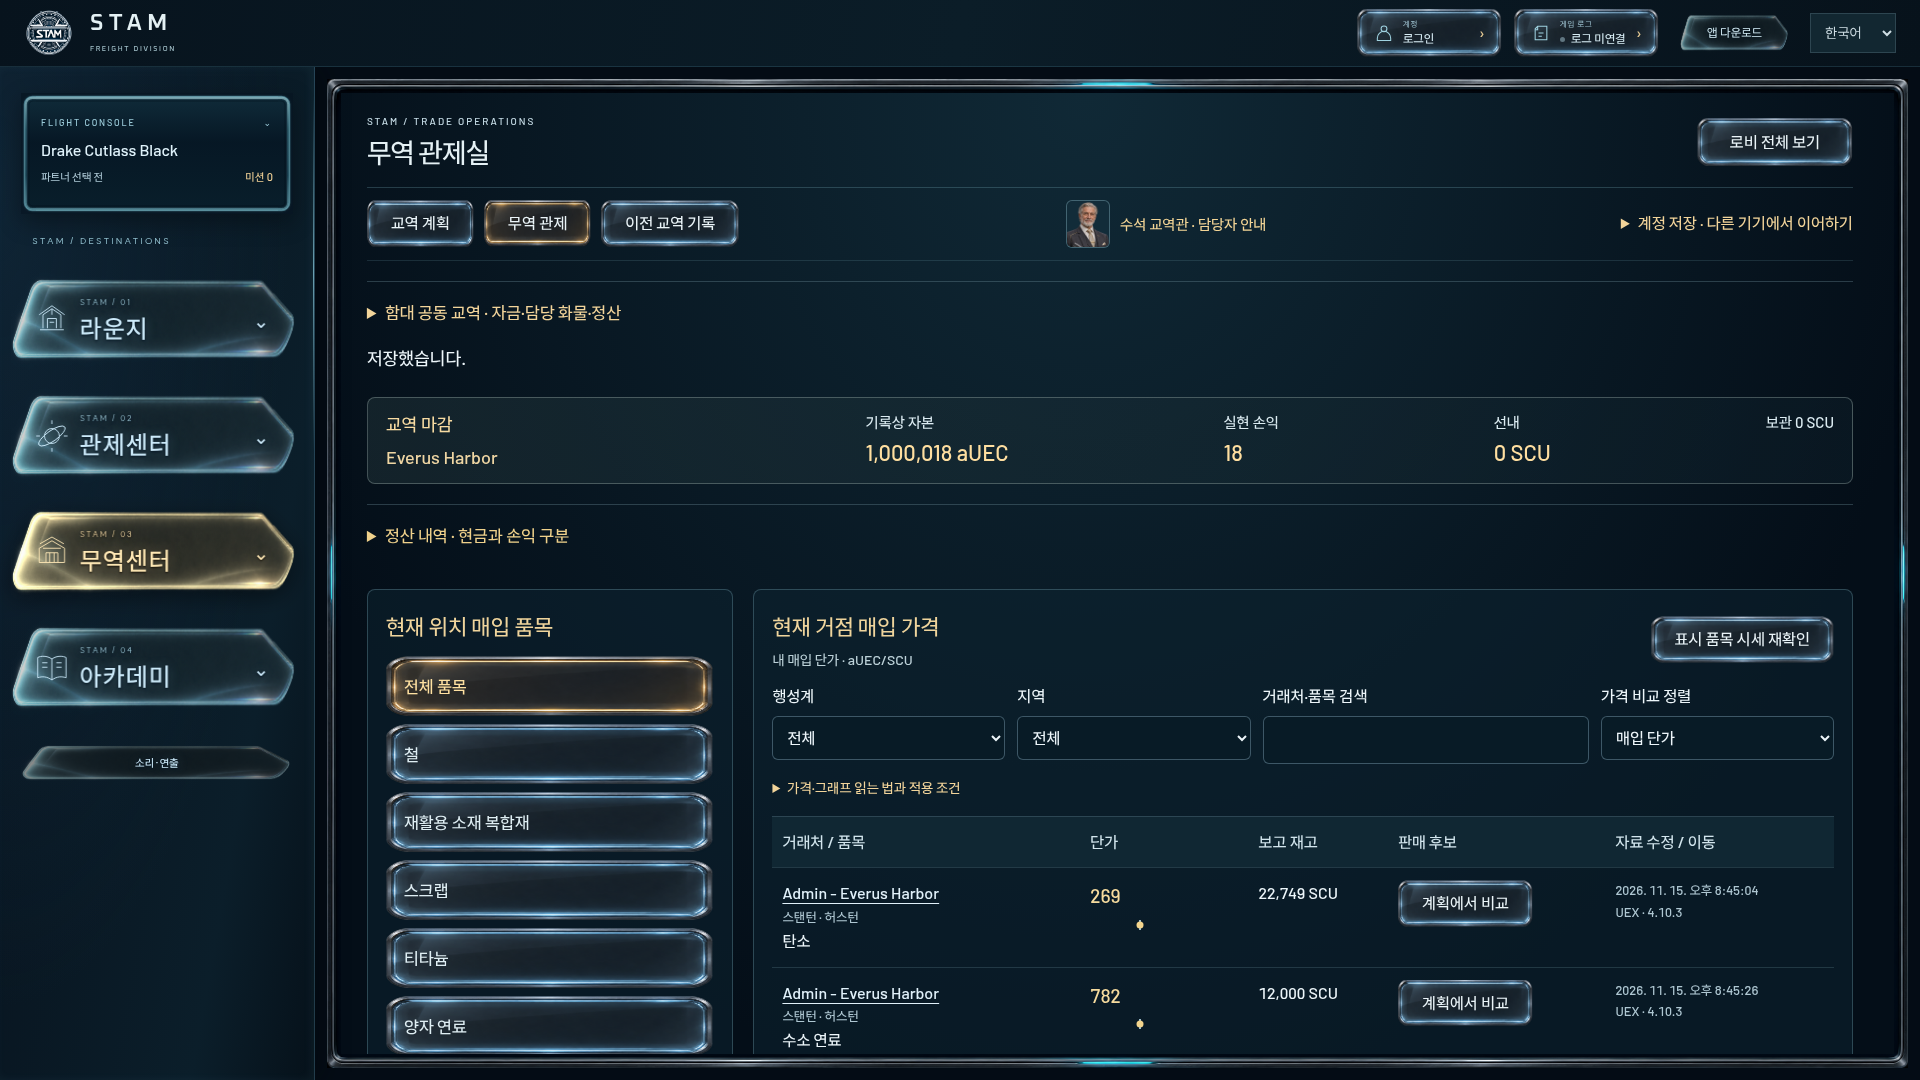 STAM
STAM
FREIGHT DIVISION
계정
로그인
게임 로그
로그 미연결
앱 다운로드
한국어
FLIGHT CONSOLE
Drake Cutlass Black
파트너 선택 전
미션 0
STAM / DESTINATIONS
STAM / 01
라운지
STAM / 02
관제센터
STAM / 03
무역센터
STAM / 04
아카데미
소리·연출
STAM / TRADE OPERATIONS
무역 관제실
로비 전체 보기
교역 계획
무역 관제
이전 교역 기록
수석 교역관 · 담당자 안내
▶ 계정 저장 · 다른 기기에서 이어하기
▶ 함대 공동 교역 · 자금·담당 화물·정산
저장했습니다.
교역 마감
Everus Harbor
기록상 자본
1,000,018 aUEC
실현 손익
18
선내
0 SCU
보관 0 SCU
▶ 정산 내역 · 현금과 손익 구분
현재 위치 매입 품목
전체 품목
철
재활용 소재 복합재
스크랩
티타늄
양자 연료
현재 거점 매입 가격
내 매입 단가 · aUEC/SCU
표시 품목 시세 재확인
행성계
지역
거래처·품목 검색
가격 비교 정렬
전체
전체
매입 단가
▶ 가격·그래프 읽는 법과 적용 조건
거래처 / 품목
단가
보고 재고
판매 후보
자료 수정 / 이동
Admin - Everus Harbor
스탠턴 · 허스턴
탄소
269
22,749 SCU
계획에서 비교
2026. 11. 15. 오후 8:45:04
UEX · 4.10.3
Admin - Everus Harbor
스탠턴 · 허스턴
수소 연료
782
12,000 SCU
계획에서 비교
2026. 11. 15. 오후 8:45:26
UEX · 4.10.3